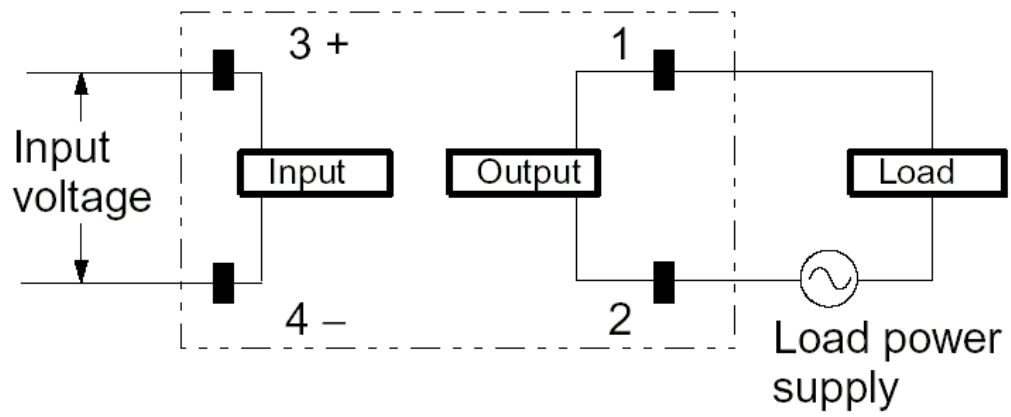 3 +
1
Input
voltage
Input
Output
Load
4 –
2
Load power
supply